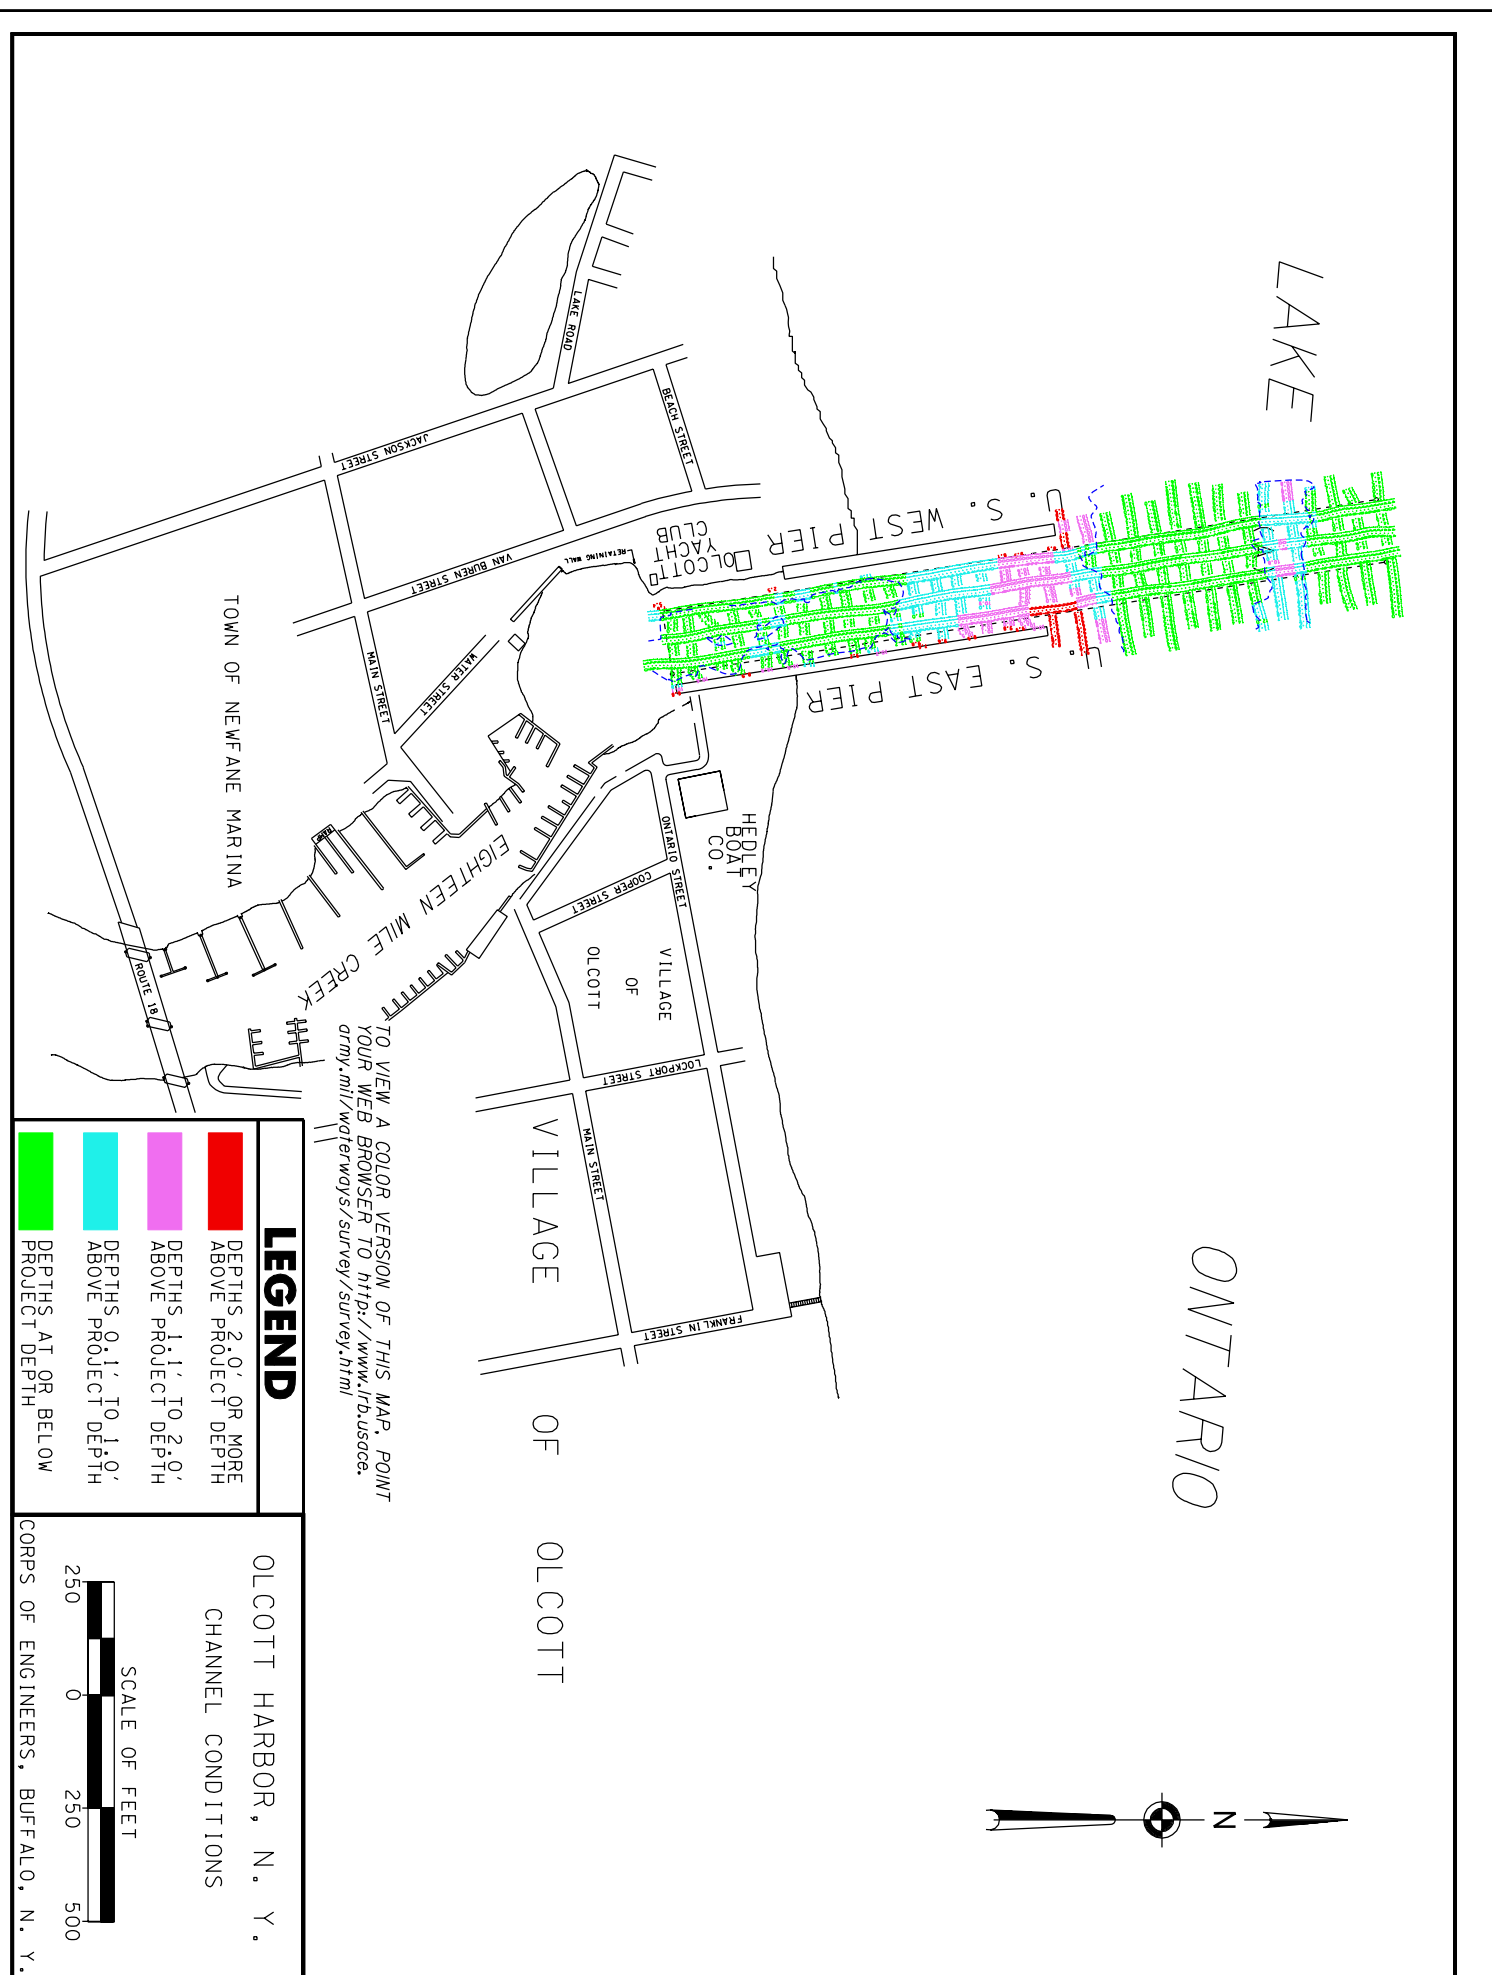 LAKE
ONTARIO
U. S. WEST PIER
U. S. EAST PIER
OLCOTT
YACHT
CLUB
RETAINING WALL
BEACH STREET
LAKE ROAD
JACKSON STREET
VAN BUREN STREET
MAIN STREET
WATER STREET
TOWN OF NEWFANE MARINA
RAMP
EIGHTEEN MILE CREEK
ROUTE 18
HEDLEY
BOAT
CO.
ONTARIO STREET
COOPER STREET
VILLAGE
OF
OLCOTT
LOCKPORT STREET
MAIN STREET
FRANKLIN STREET
VILLAGE OF OLCOTT
TO VIEW A COLOR VERSION OF THIS MAP, POINT
YOUR WEB BROWSER TO http://www.lrb.usace.
army.mil/waterways/survey/survey.html
N
LEGEND
DEPTHS 2.0' OR MORE
ABOVE PROJECT DEPTH
DEPTHS 1.1' TO 2.0'
ABOVE PROJECT DEPTH
DEPTHS 0.1' TO 1.0'
ABOVE PROJECT DEPTH
DEPTHS AT OR BELOW
PROJECT DEPTH
OLCOTT HARBOR, N. Y.
CHANNEL CONDITIONS
SCALE OF FEET
250 0 250 500
CORPS OF ENGINEERS, BUFFALO, N. Y.